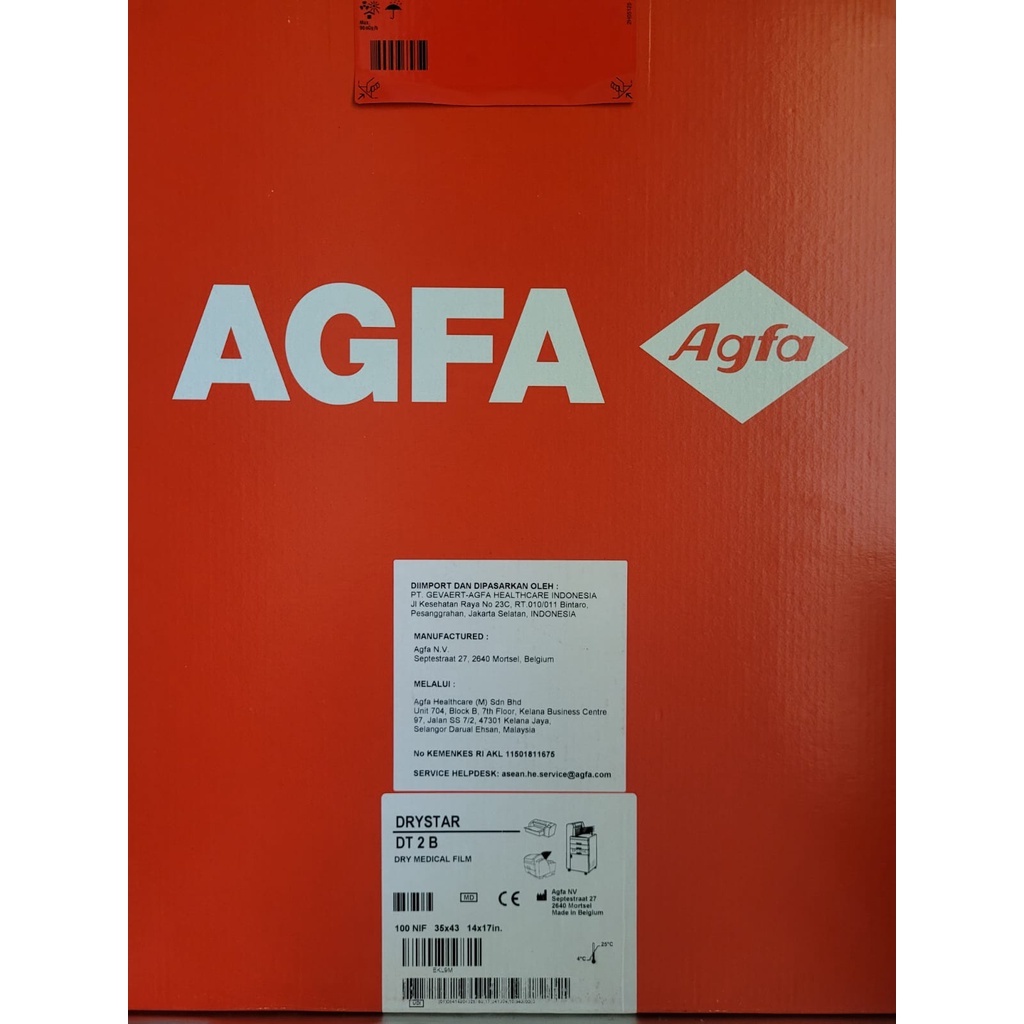 AGFA
Agfa
DIIMPORT DAN DIPASARKAN OLEH :
PT. GEVAERT-AGFA HEALTHCARE INDONESIA
Jl Kesehatan Raya No 23C, RT.010/011 Bintaro,
Pesanggrahan, Jakarta Selatan, INDONESIA
MANUFACTURED :
Agfa N.V.
Septestraat 27, 2640 Mortsel, Belgium
MELALUI :
Agfa Healthcare (M) Sdn Bhd
Unit 704, Block B, 7th Floor, Kelana Business Centre
97, Jalan SS 7/2, 47301 Kelana Jaya,
Selangor Darual Ehsan, Malaysia
No KEMENKES RI AKL 11501811675
SERVICE HELPDESK: asean.he.service@agfa.com
DRYSTAR
DT 2 B
DRY MEDICAL FILM
MD CE
Agfa NV
Septestraat 27
2640 Mortsel
Made in Belgium
100 NIF 35x43 14x17in.
25°C
4°C
EKL9M
UDI